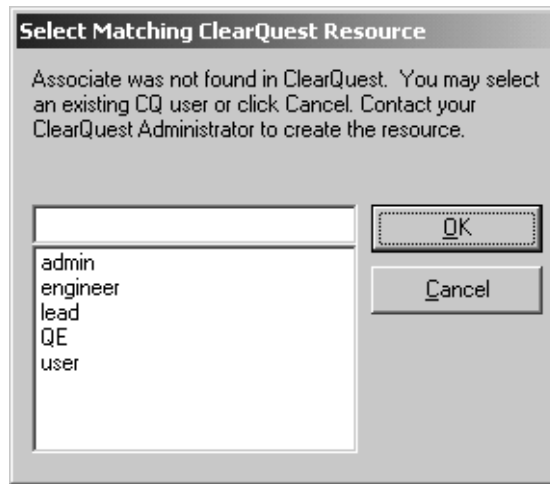 Select Matching ClearQuest Resource
Associate was not found in ClearQuest. You may select
an existing CQ user or click Cancel. Contact your
ClearQuest Administrator to create the resource.
OK
admin
engineer
lead
QE
user
Cancel